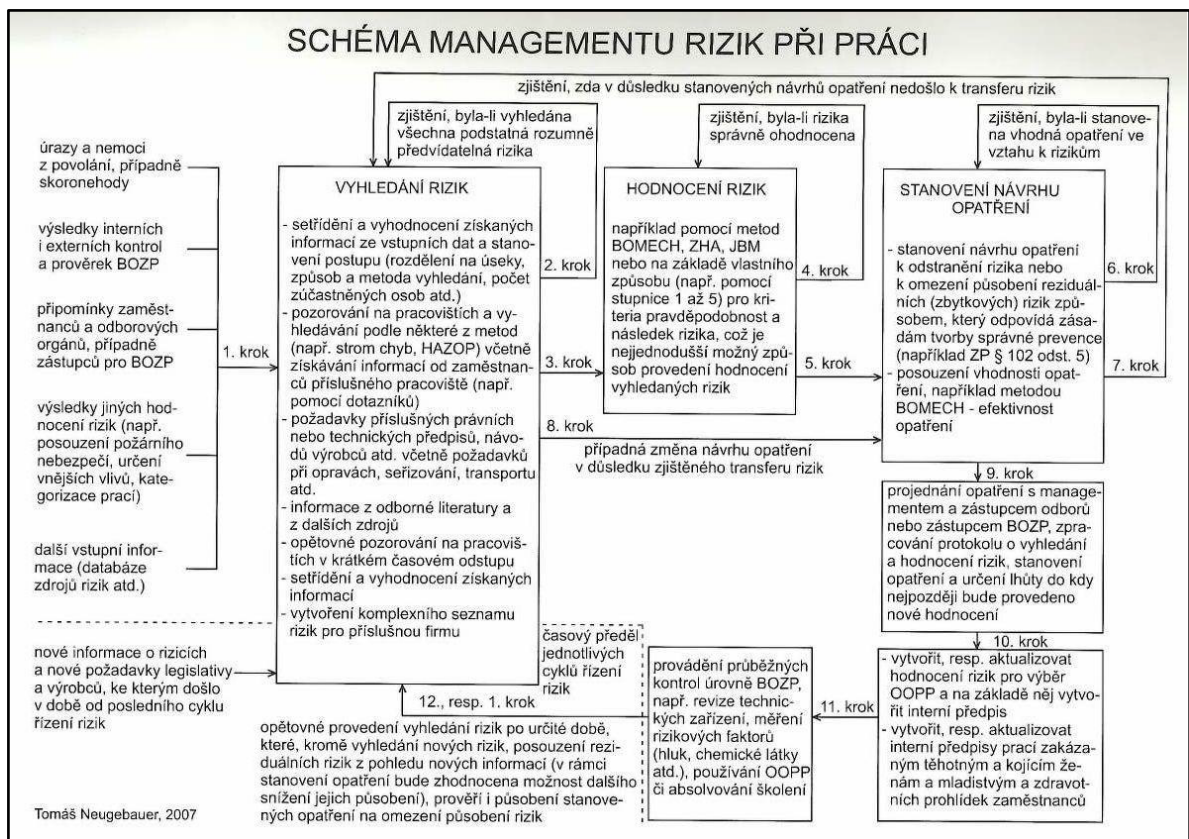 SCHÉMA MANAGEMENTU RIZIK PŘI PRÁCI
zjištění, zda v důsledku stanovených návrhů opatření nedošlo k transferu rizik
zjištění, byla-li vyhledána
všechna podstatná rozumně
předvídatelná rizika
zjištění, byla-li rizika
správně ohodnocena
zjištění, byla-li stanove-
na vhodná opatření ve
vztahu k rizikům
úrazy a nemoci
z povolání, případně
skoronehody
výsledky interních
i externích kontrol
a prověrek BOZP
připomínky zaměst-
nanců a odborových
orgánů, případně
zástupců pro BOZP
výsledky jiných hod-
nocení rizik (např.
posouzení požárního
nebezpečí, určení
vnějších vlivů, kate-
gorizace prací)
další vstupní infor-
mace (databáze
zdrojů rizik atd.)
1. krok
VYHLEDÁNÍ RIZIK
- setřídění a vyhodnocení získaných
informací ze vstupních dat a stano-
vení postupu (rozdělení na úseky,
způsob a metoda vyhledání, počet
zúčastněných osob atd.)
- pozorování na pracovištích a vy-
hledávání podle některé z metod
(např. strom chyb, HAZOP) včetně
získávání informací od zaměstnan-
ců příslušného pracoviště (např.
pomocí dotazníků)
- požadavky příslušných právních
nebo technických předpisů, návo-
dů výrobců atd. včetně požadavků
při opravách, seřizování, transportu
atd.
- informace z odborné literatury a
z dalších zdrojů
- opětovné pozorování na pracoviš-
tích v krátkém časovém odstupu
- setřídění a vyhodnocení získaných
informací
- vytvoření komplexního seznamu
rizik pro příslušnou firmu
2. krok
3. krok
HODNOCENÍ RIZIK
například pomocí metod
BOMECH, ZHA, JBM
nebo na základě vlastního
způsobu (např. pomocí
stupnice 1 až 5) pro kri-
teria pravděpodobnost a
následek rizika, což je
nejjednodušší možný způ-
sob provedení hodnocení
vyhledaných rizik
4. krok
5. krok
STANOVENÍ NÁVRHU
OPATŘENÍ
- stanovení návrhu opatření
k odstranění rizika nebo
k omezení působení reziduál-
ních (zbytkových) rizik způ-
sobem, který odpovídá zása-
dám tvorby správné prevence
(například ZP § 102 odst. 5)
- posouzení vhodnosti opat-
ření, například metodou
BOMECH - efektivnost
opatření
6. krok
7. krok
8. krok
případná změna návrhu opatření
v důsledku zjištěného transferu rizik
9. krok
projednání opatření s manage-
mentem a zástupcem odborů
nebo zástupcem BOZP, zpra-
cování protokolu o vyhledání
a hodnocení rizik, stanovení
opatření a určení lhůty do kdy
nejpozději bude provedeno
nové hodnocení
10. krok
- vytvořit, resp. aktualizovat
hodnocení rizik pro výběr
OOPP a na základě něj vytvo-
řit interní předpis
- vytvořit, resp. aktualizovat
interní předpisy prací zakáza-
ným těhotným a kojícím že-
nám a mladistvým a zdravot-
ních prohlídek zaměstnanců
11. krok
provádění průběžných
kontrol úrovně BOZP,
např. revize technic-
kých zařízení, měření
rizikových faktorů
(hluk, chemické látky
atd.), používání OOPP
či absolvování školení
časový předěl
jednotlivých
cyklů řízení
rizik
12., resp. 1. krok
opětovné provedení vyhledání rizik po určité době,
které, kromě vyhledání nových rizik, posouzení rezi-
duálních rizik z pohledu nových informací (v rámci
stanovení opatření bude zhodnocena možnost dalšího
snížení jejich působení), prověří i působení stanove-
ných opatření na omezení působení rizik
nové informace o rizicích
a nové požadavky legislativy
a výrobců, ke kterým došlo
v době od posledního cyklu
řízení rizik
Tomáš Neugebauer, 2007